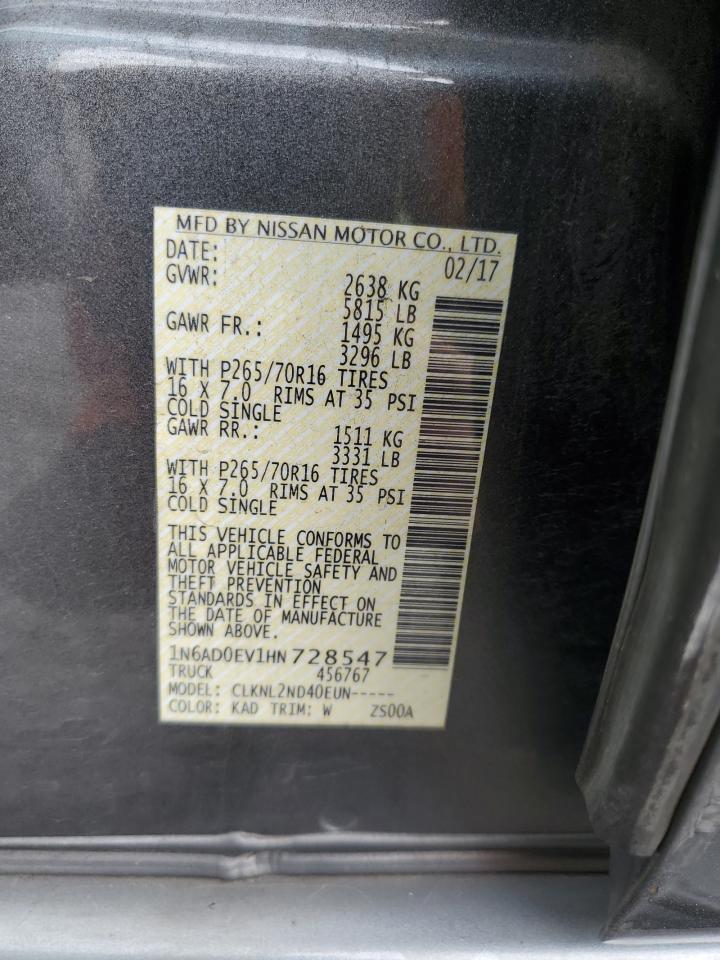 MFD BY NISSAN MOTOR CO., LTD.
DATE: 02/17
GVWR: 2638 KG
5815 LB
GAWR FR.: 1495 KG
3296 LB
WITH P265/70R16 TIRES
16 X 7.0 RIMS AT 35 PSI
COLD SINGLE
GAWR RR.: 1511 KG
3331 LB
WITH P265/70R16 TIRES
16 X 7.0 RIMS AT 35 PSI
COLD SINGLE
THIS VEHICLE CONFORMS TO
ALL APPLICABLE FEDERAL
MOTOR VEHICLE SAFETY AND
THEFT PREVENTION
STANDARDS IN EFFECT ON
THE DATE OF MANUFACTURE
SHOWN ABOVE.
1N6AD0EV1HN728547
TRUCK 456767
MODEL: CLKNL2ND40EUN-----
COLOR: KAD TRIM: W ZS00A